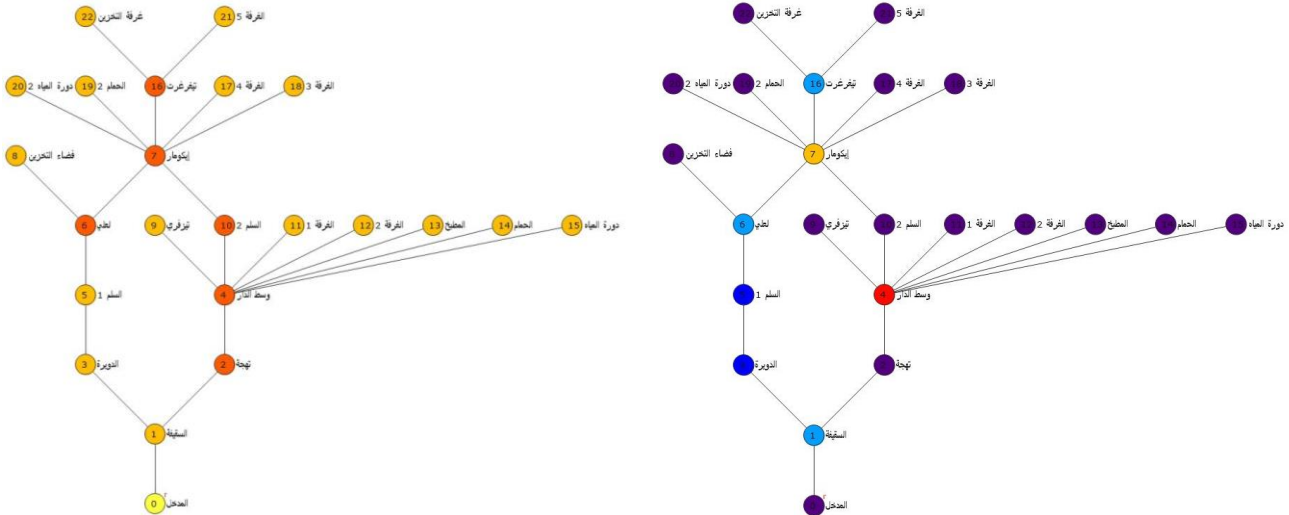 22 غرفة التخزين 21 الغرفة 5
20 دورة المياه 2 19 الحمام 2 16 تيغرغرت 17 الغرفة 4 18 الغرفة 3
8 فضاء التخزين 7 إيكومار
6 لعلي 9 تيزفري 10 السلم 2 11 الغرفة 1 12 الغرفة 2 13 المطبخ 14 الحمام 15 دورة المياه
5 السلم 1 4 وسط الدار
3 الدويرة 2 تهجة
1 السقيفة
0 المدخل
غرفة التخزين الغرفة 5
دورة المياه 2 الحمام 2 16 تيغرغرت الغرفة 4 الغرفة 3
فضاء التخزين 7 إيكومار
6 لعلي تيزفري السلم 2 الغرفة 1 الغرفة 2 المطبخ الحمام دورة المياه
السلم 1 4 وسط الدار
الدويرة تهجة
1 السقيفة
المدخل